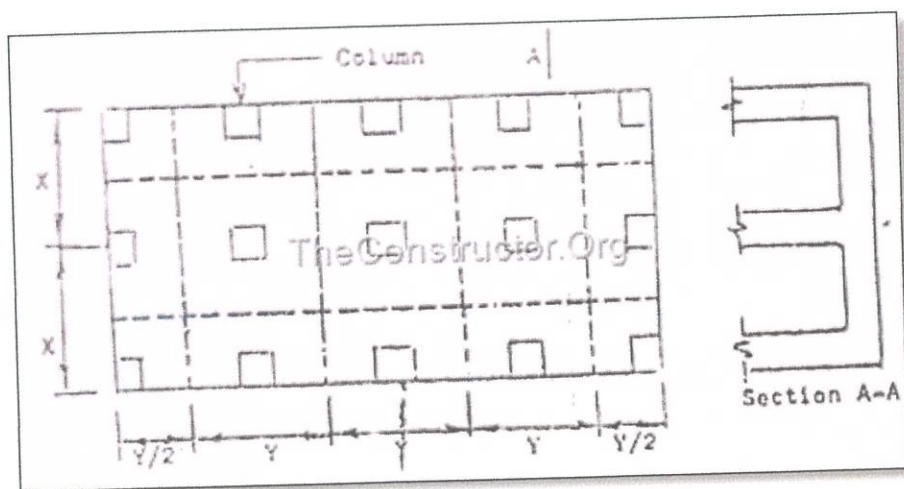 Column
A
X
TheConstructor.Org
X
Section A-A
Y/2 Y Y Y Y/2